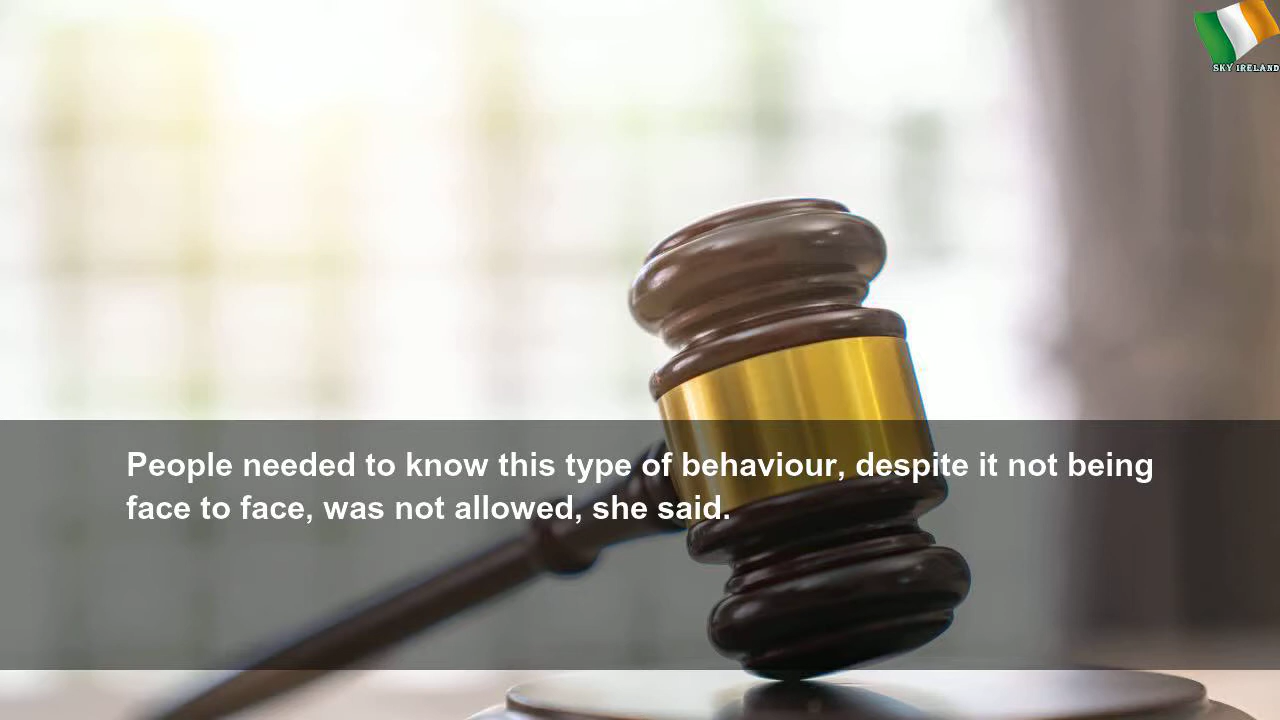 SKY IRELAND
People needed to know this type of behaviour, despite it not being
face to face, was not allowed, she said.